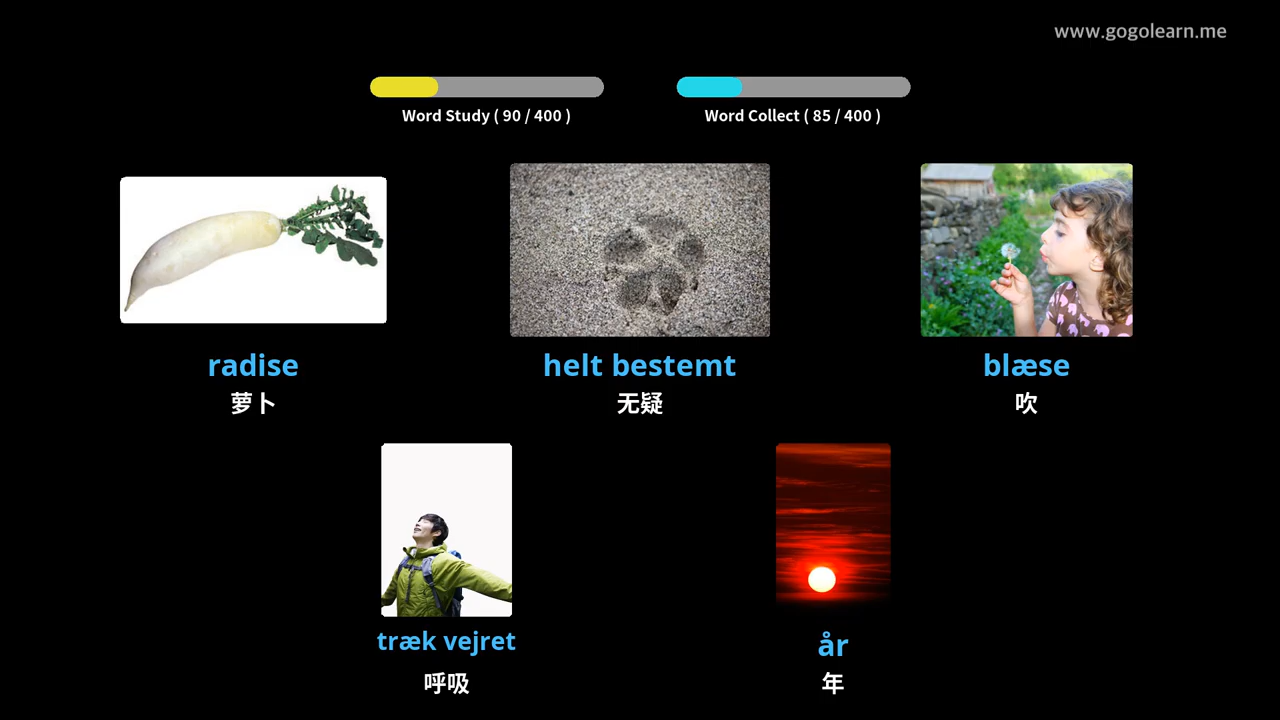 www.gogolearn.me
Word Study ( 90 / 400 )
Word Collect ( 85 / 400 )
radise
萝卜
helt bestemt
无疑
blæse
吹
træk vejret
呼吸
år
年